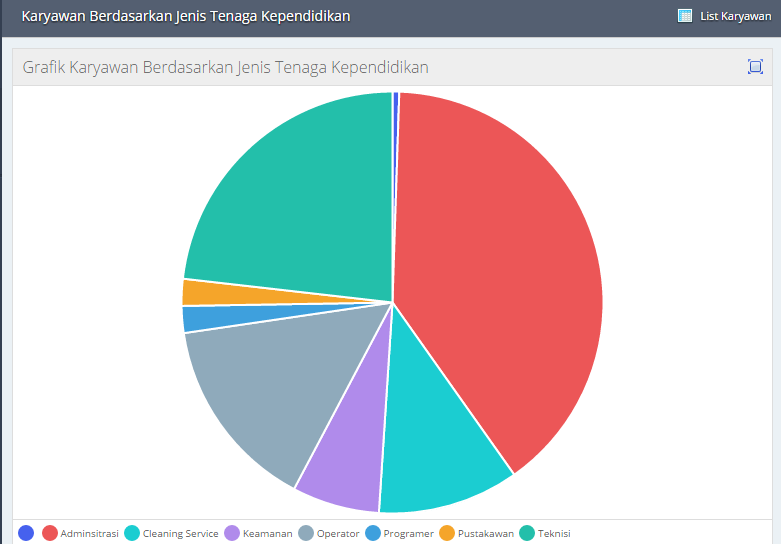 Karyawan Berdasarkan Jenis Tenaga Kependidikan
List Karyawan
Grafik Karyawan Berdasarkan Jenis Tenaga Kependidikan
Adminsitrasi Cleaning Service Keamanan Operator Programer Pustakawan Teknisi